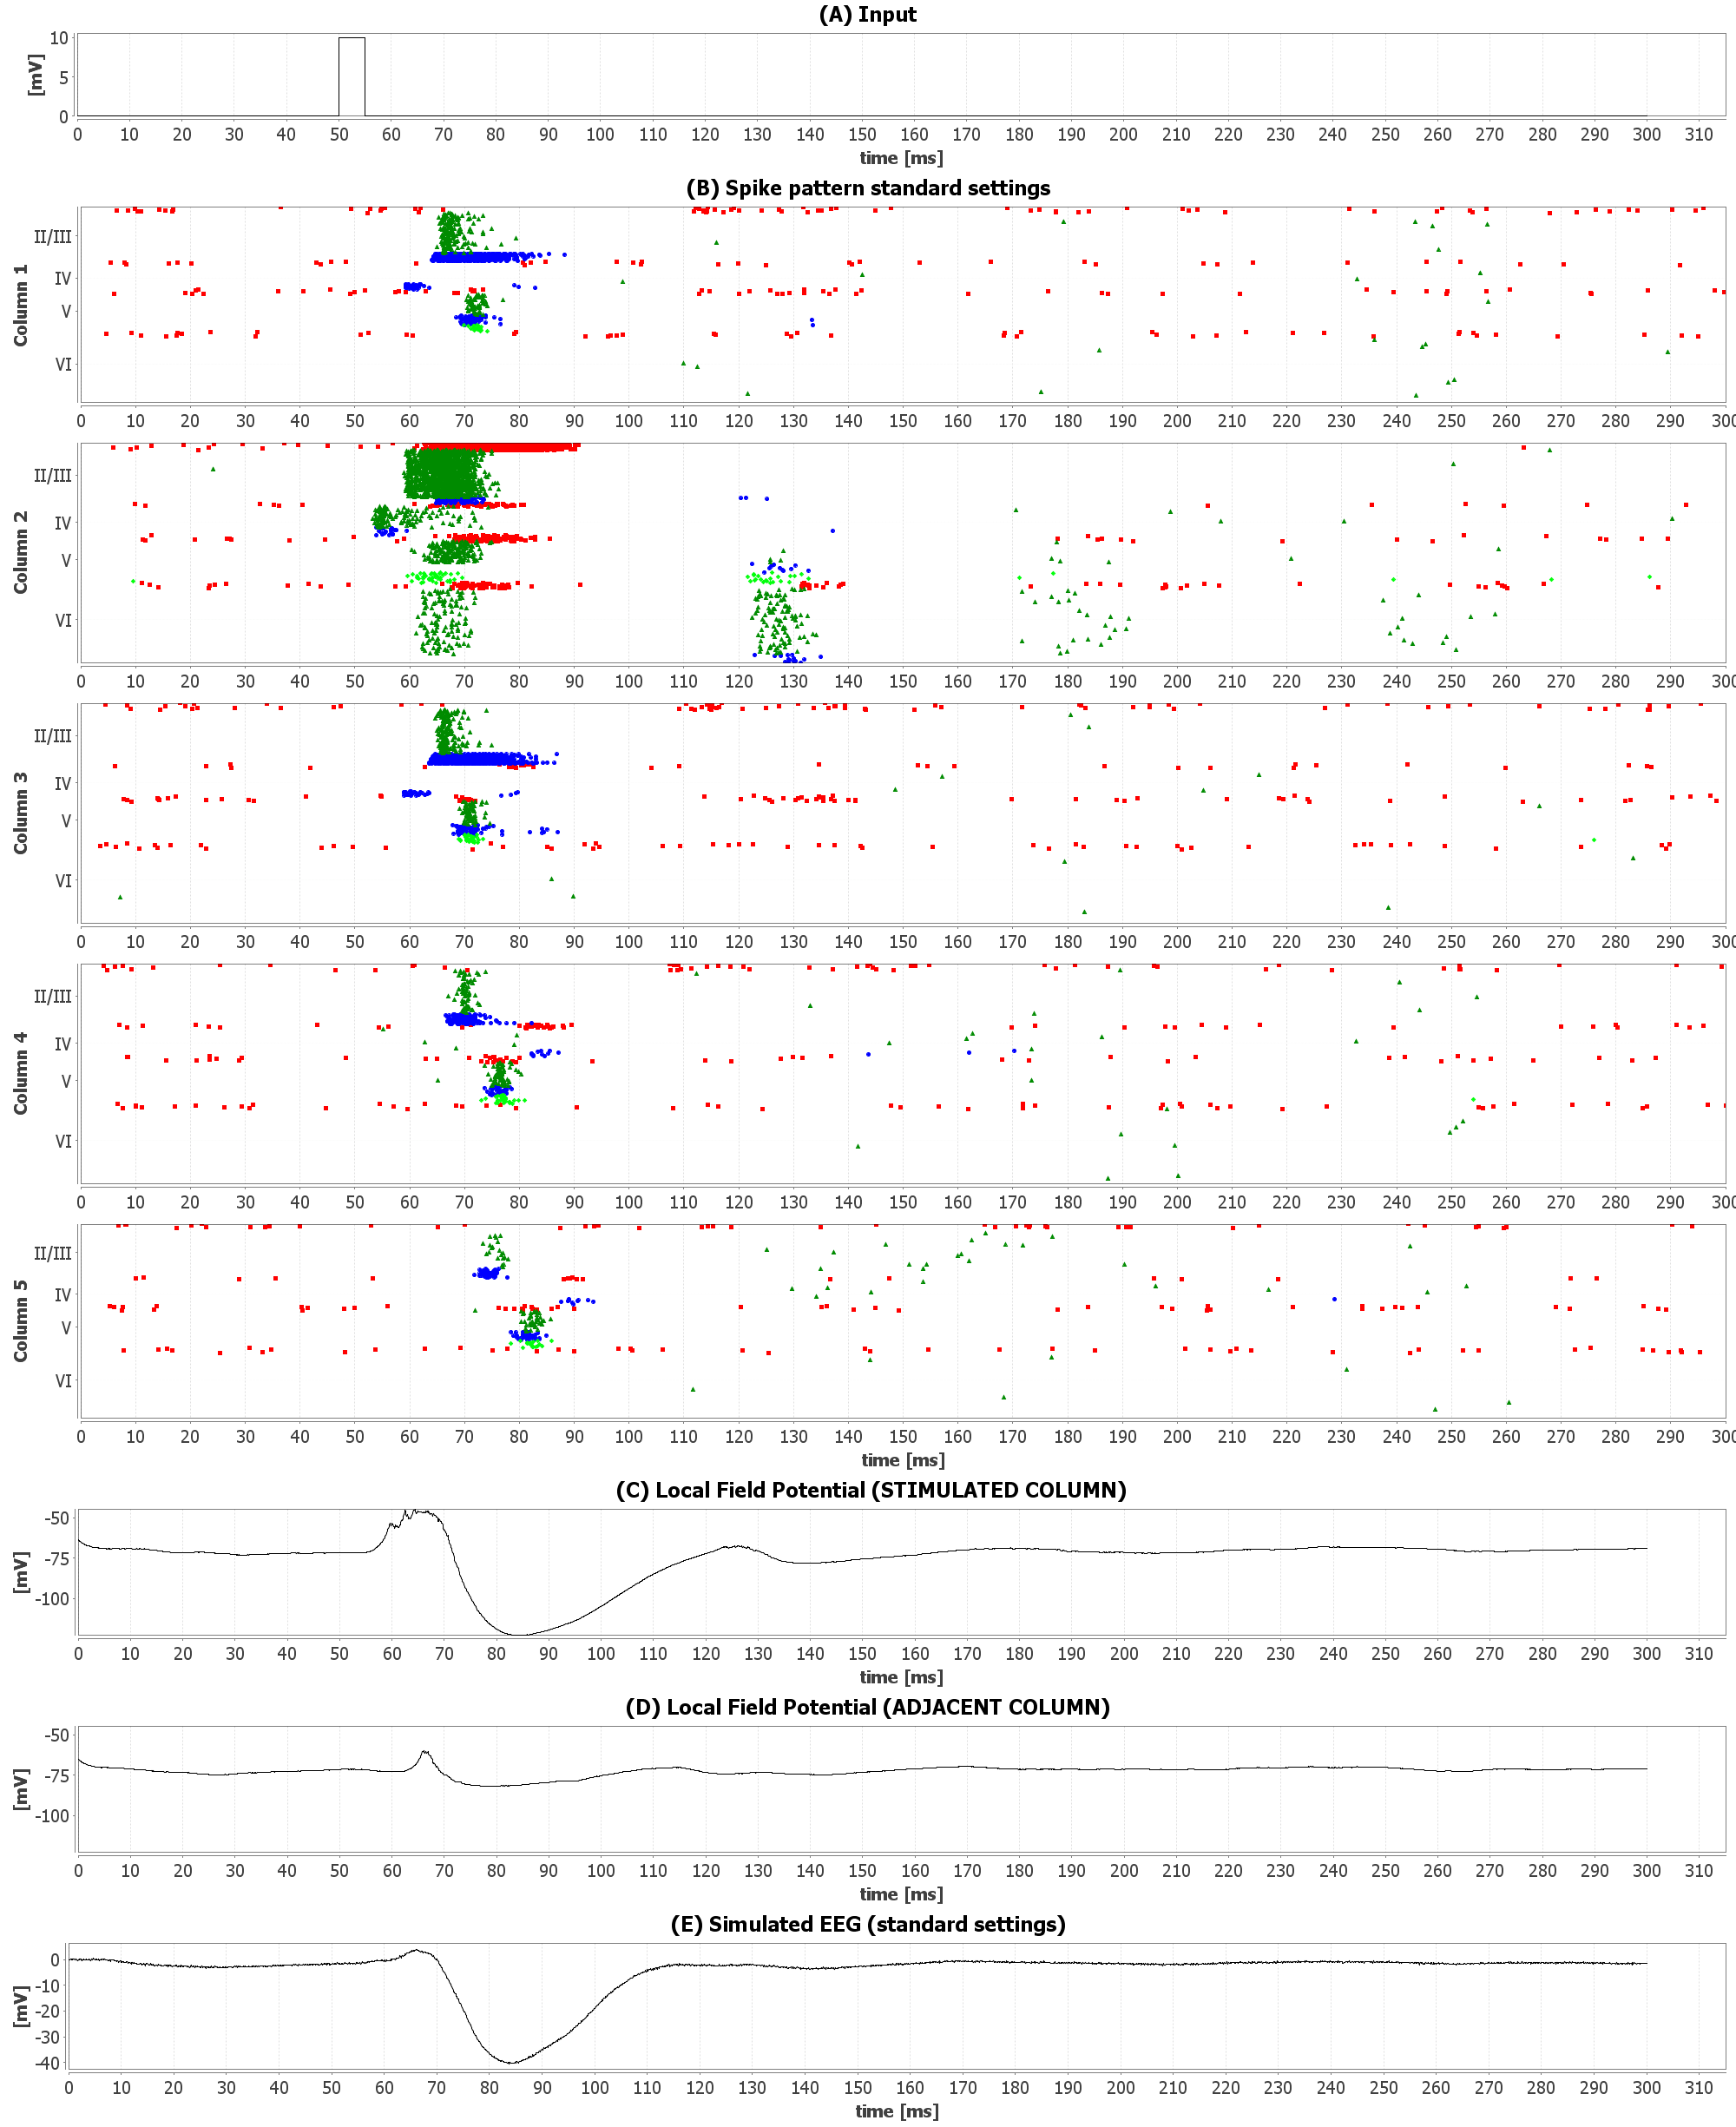 (A) Input
[mV]
10
5
0
0 10 20 30 40 50 60 70 80 90 100 110 120 130 140 150 160 170 180 190 200 210 220 230 240 250 260 270 280 290 300 310
time [ms]
(B) Spike pattern standard settings
Column 1
II/III
IV
V
VI
0 10 20 30 40 50 60 70 80 90 100 110 120 130 140 150 160 170 180 190 200 210 220 230 240 250 260 270 280 290 300
Column 2
II/III
IV
V
VI
0 10 20 30 40 50 60 70 80 90 100 110 120 130 140 150 160 170 180 190 200 210 220 230 240 250 260 270 280 290 300
Column 3
II/III
IV
V
VI
0 10 20 30 40 50 60 70 80 90 100 110 120 130 140 150 160 170 180 190 200 210 220 230 240 250 260 270 280 290 300
Column 4
II/III
IV
V
VI
0 10 20 30 40 50 60 70 80 90 100 110 120 130 140 150 160 170 180 190 200 210 220 230 240 250 260 270 280 290 300
Column 5
II/III
IV
V
VI
0 10 20 30 40 50 60 70 80 90 100 110 120 130 140 150 160 170 180 190 200 210 220 230 240 250 260 270 280 290 300
time [ms]
(C) Local Field Potential (STIMULATED COLUMN)
[mV]
-50
-75
-100
0 10 20 30 40 50 60 70 80 90 100 110 120 130 140 150 160 170 180 190 200 210 220 230 240 250 260 270 280 290 300 310
time [ms]
(D) Local Field Potential (ADJACENT COLUMN)
[mV]
-50
-75
-100
0 10 20 30 40 50 60 70 80 90 100 110 120 130 140 150 160 170 180 190 200 210 220 230 240 250 260 270 280 290 300 310
time [ms]
(E) Simulated EEG (standard settings)
[mV]
0
-10
-20
-30
-40
0 10 20 30 40 50 60 70 80 90 100 110 120 130 140 150 160 170 180 190 200 210 220 230 240 250 260 270 280 290 300 310
time [ms]